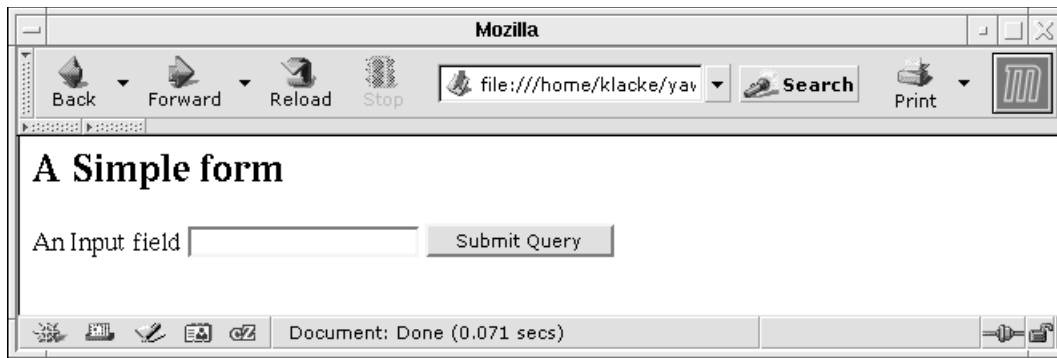 Mozilla
Back Forward Reload Stop file:///home/klacke/yaw Search Print
A Simple form
An Input field Submit Query
Document: Done (0.071 secs)